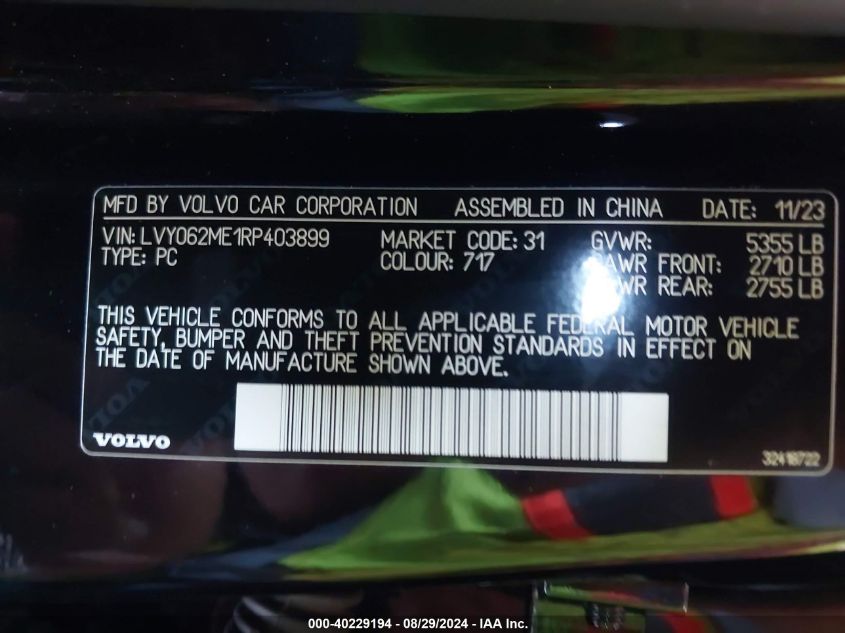 MFD BY VOLVO CAR CORPORATION ASSEMBLED IN CHINA DATE: 11/23
VIN: LVY062ME1RP403899 MARKET CODE: 31 GVWR: 5355 LB
TYPE: PC COLOUR: 717 GAWR FRONT: 2710 LB
GAWR REAR: 2755 LB
THIS VEHICLE CONFORMS TO ALL APPLICABLE FEDERAL MOTOR VEHICLE
SAFETY, BUMPER AND THEFT PREVENTION STANDARDS IN EFFECT ON
THE DATE OF MANUFACTURE SHOWN ABOVE.
VOLVO
32418722
000-40229194 - 08/29/2024 - IAA Inc.